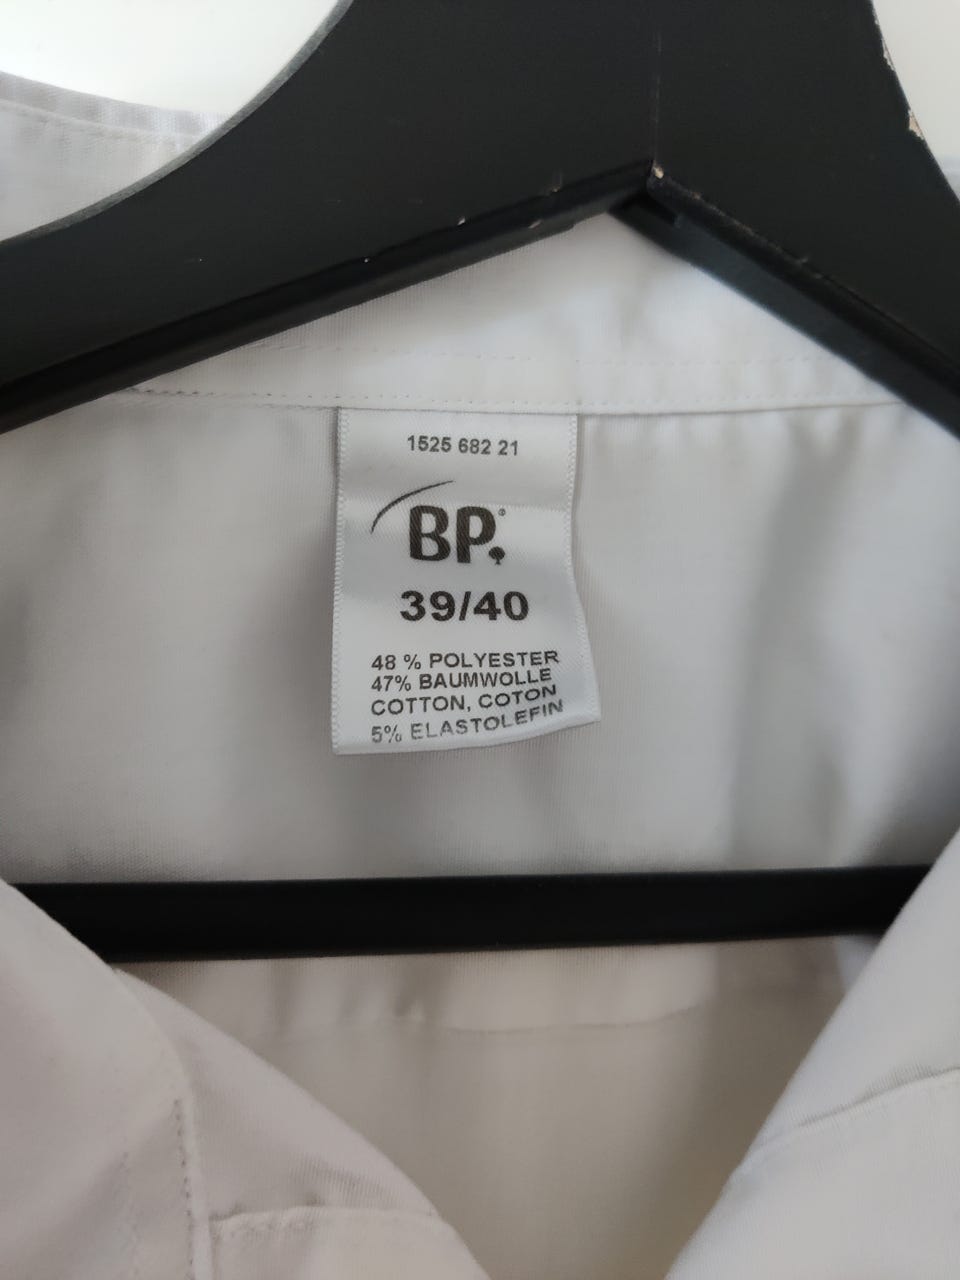 1525 682 21
BP®
39/40
48 % POLYESTER
47% BAUMWOLLE
COTTON, COTON
5% ELASTOLEFIN